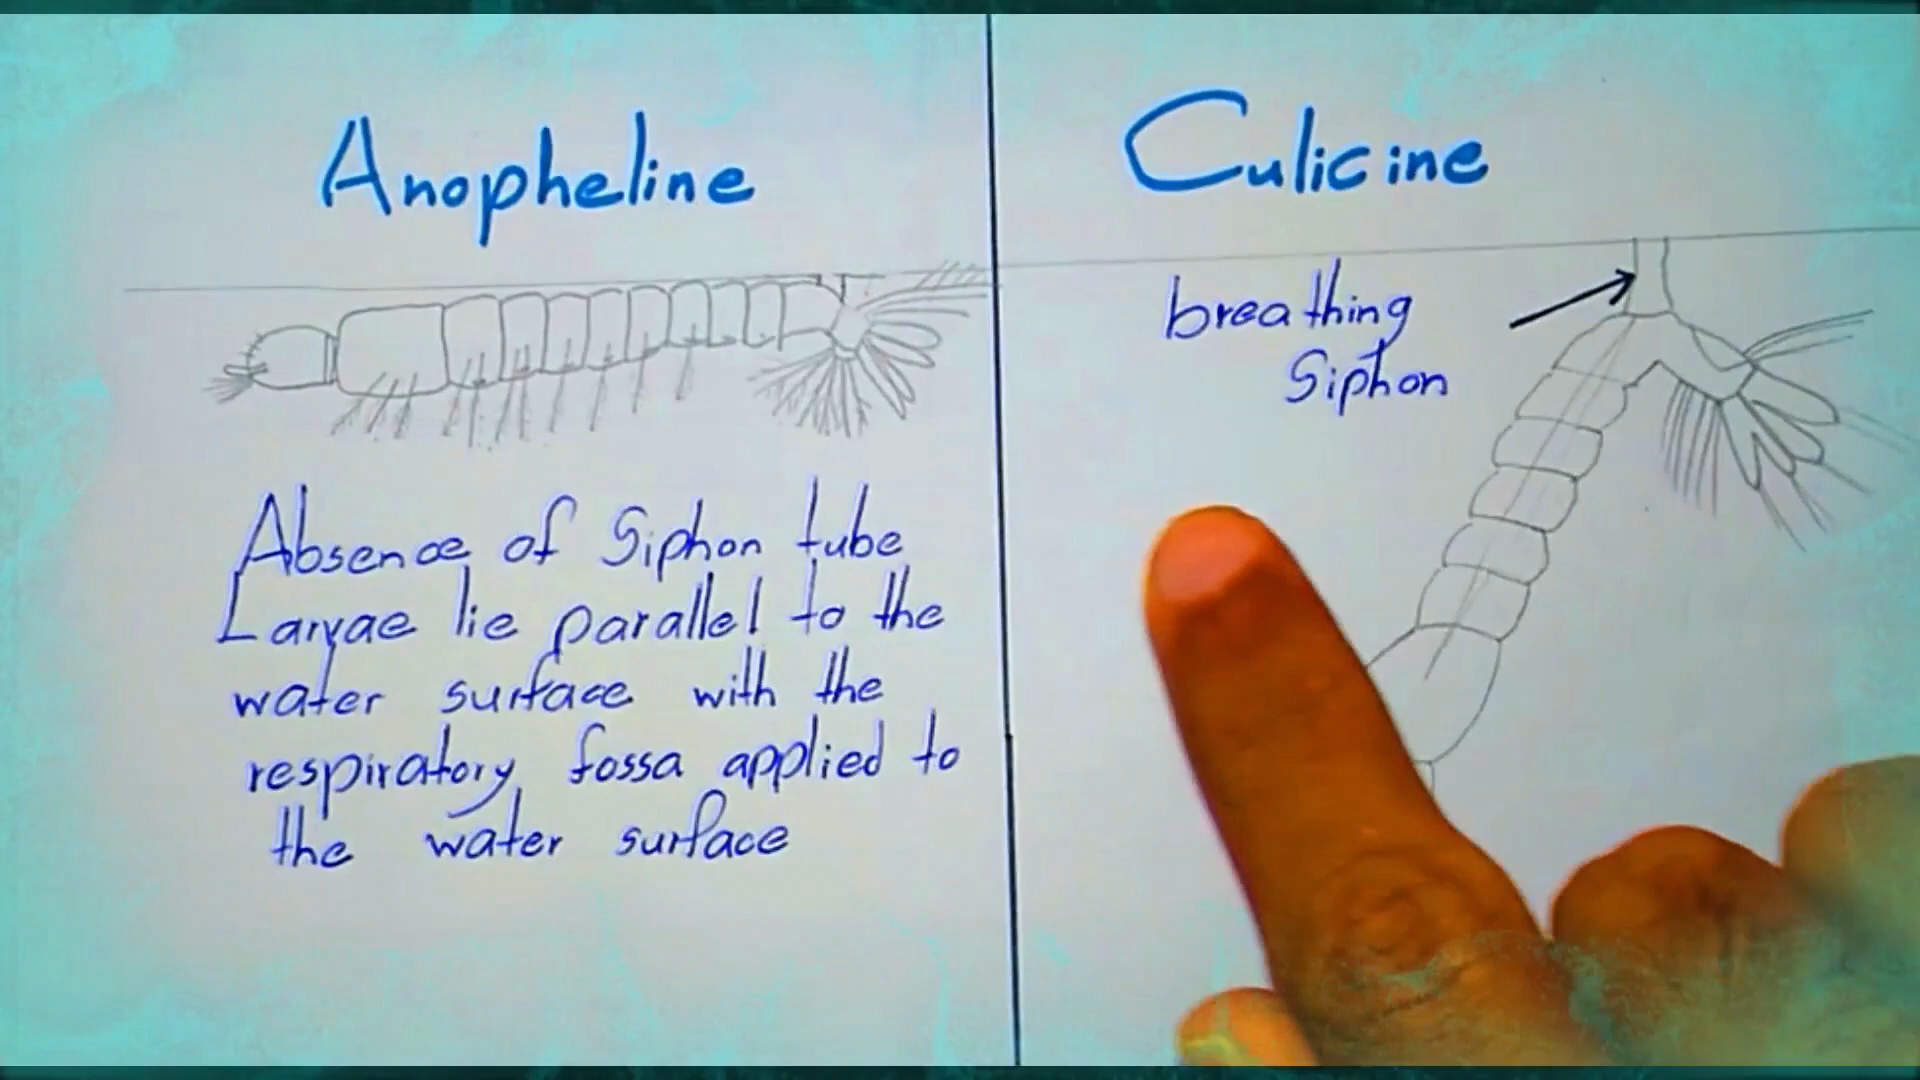 Anopheline
Absence of Siphon tube
Larvae lie parallel to the
water surface with the
respiratory fossa applied to
the water surface
Culicine
breathing
Siphon